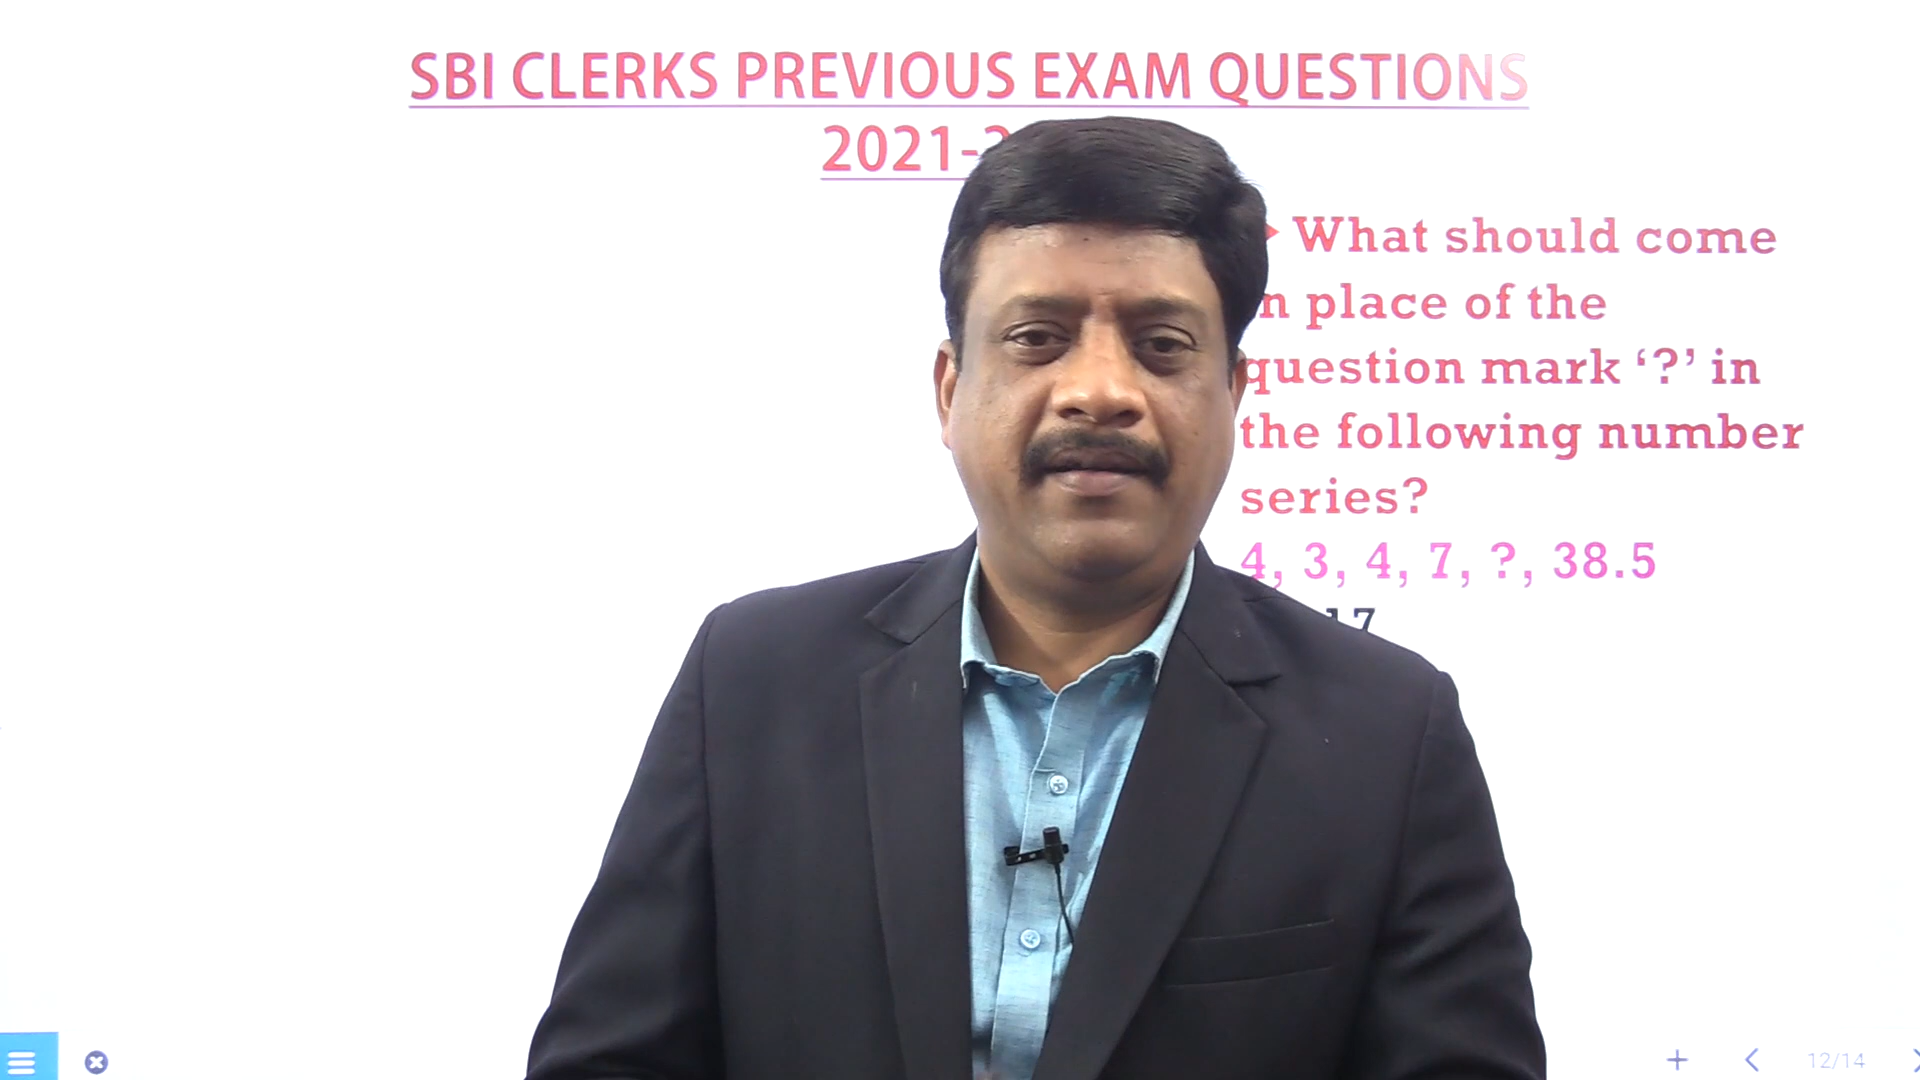 SBI CLERKS PREVIOUS EXAM QUESTIONS
2021-
What should come
place of the
question mark ‘?’ in
the following number
series?
4, 3, 4, 7, ?, 38.5
17
12/14